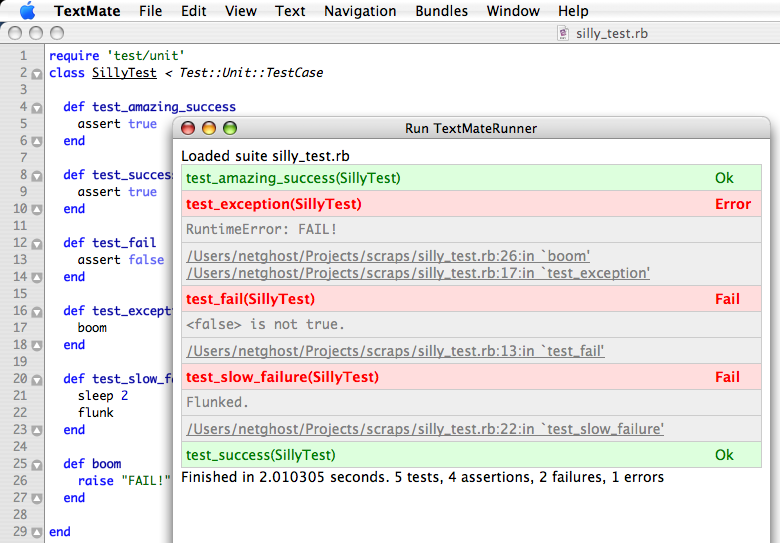 TextMate File Edit View Text Navigation Bundles Window Help
silly_test.rb
1 require 'test/unit'
2 class SillyTest < Test::Unit::TestCase
3
4 def test_amazing_success
5 assert true
6 end
7
8 def test_success
9 assert true
10 end
11
12 def test_fail
13 assert false
14 end
15
16 def test_excepti
17 boom
18 end
19
20 def test_slow_fa
21 sleep 2
22 flunk
23 end
24
25 def boom
26 raise "FAIL!"
27 end
28
29 end
Run TextMateRunner
Loaded suite silly_test.rb
test_amazing_success(SillyTest) Ok
test_exception(SillyTest) Error
RuntimeError: FAIL!
/Users/netghost/Projects/scraps/silly_test.rb:26:in `boom'
/Users/netghost/Projects/scraps/silly_test.rb:17:in `test_exception'
test_fail(SillyTest) Fail
<false> is not true.
/Users/netghost/Projects/scraps/silly_test.rb:13:in `test_fail'
test_slow_failure(SillyTest) Fail
Flunked.
/Users/netghost/Projects/scraps/silly_test.rb:22:in `test_slow_failure'
test_success(SillyTest) Ok
Finished in 2.010305 seconds. 5 tests, 4 assertions, 2 failures, 1 errors